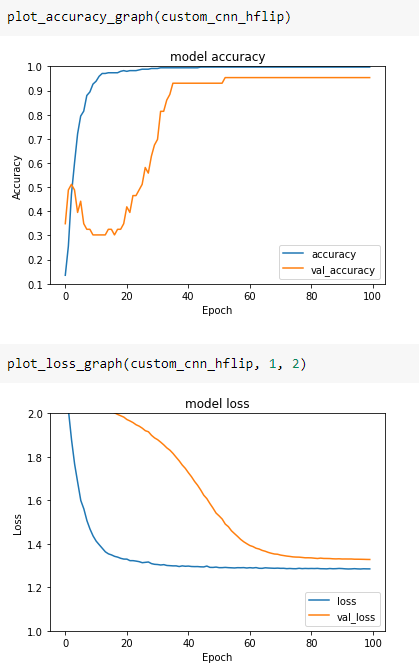 plot_accuracy_graph(custom_cnn_hflip)
model accuracy
1.0
0.9
0.8
0.7
0.6
0.5
0.4
0.3
0.2
0.1
Accuracy
accuracy
val_accuracy
0 20 40 60 80 100
Epoch
plot_loss_graph(custom_cnn_hflip, 1, 2)
model loss
2.0
1.8
1.6
1.4
1.2
1.0
Loss
loss
val_loss
0 20 40 60 80 100
Epoch